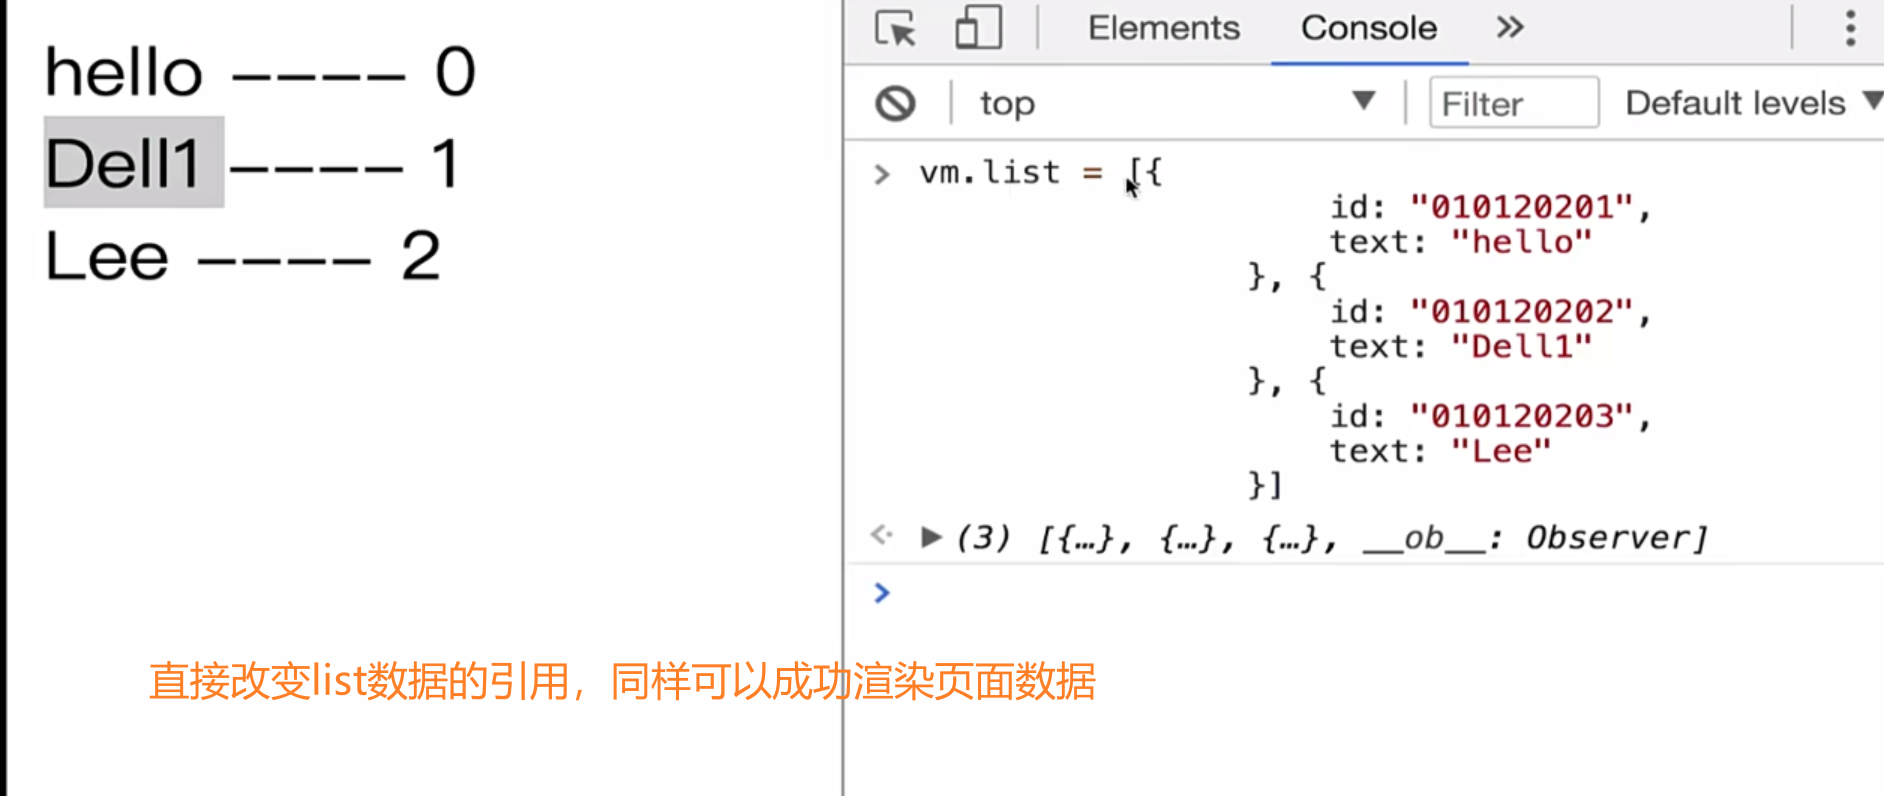 hello ---- 0
Dell1 ---- 1
Lee ---- 2
Elements Console »
top Filter Default levels
> vm.list = [{
id: "010120201",
text: "hello"
}, {
id: "010120202",
text: "Dell1"
}, {
id: "010120203",
text: "Lee"
}]
(3) [{…}, {…}, {…}, __ob__: Observer]
>
直接改变list数据的引用，同样可以成功渲染页面数据